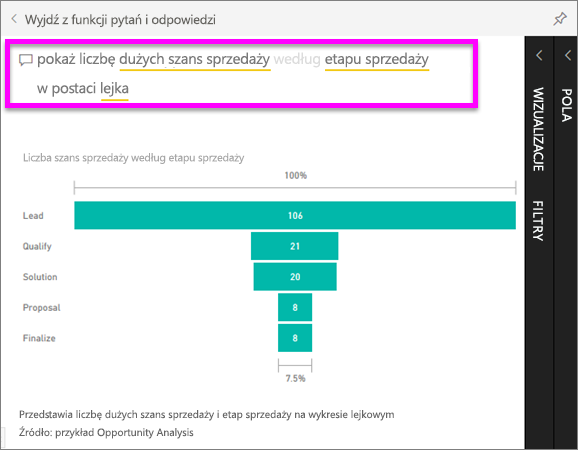 Wyjdź z funkcji pytań i odpowiedzi
pokaż liczbę dużych szans sprzedaży według etapu sprzedaży
w postaci lejka
WIZUALIZACJE
FILTRY
POLA
Liczba szans sprzedaży według etapu sprzedaży
100%
Lead 106
Qualify 21
Solution 20
Proposal 8
Finalize 8
7.5%
Przedstawia liczbę dużych szans sprzedaży i etap sprzedaży na wykresie lejkowym
Źródło: przykład Opportunity Analysis